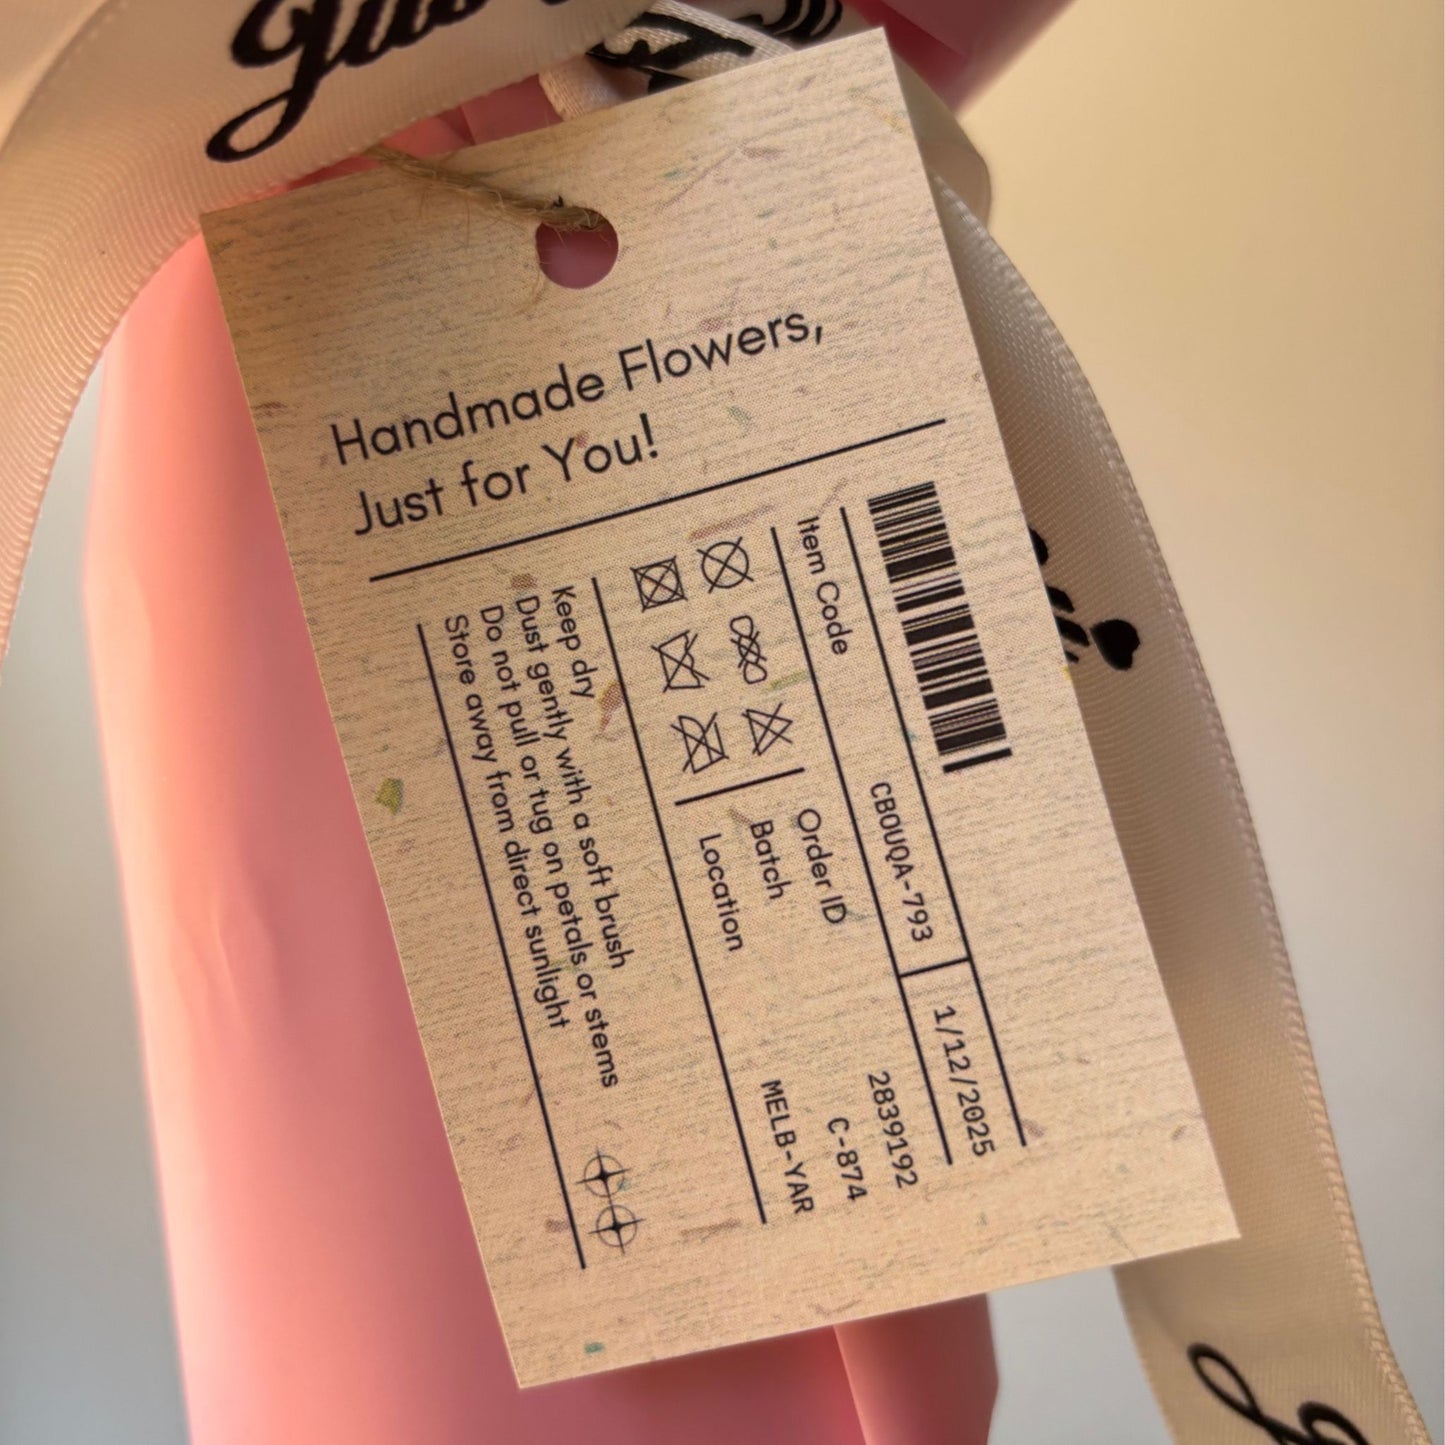 Just
Handmade Flowers,
Just for You!
Item Code
CBOUQA-793
1/12/2025
Order ID
2839192
Batch
C-874
Location
MELB-YAR
Keep dry
Dust gently with a soft brush
Do not pull or tug on petals or stems
Store away from direct sunlight